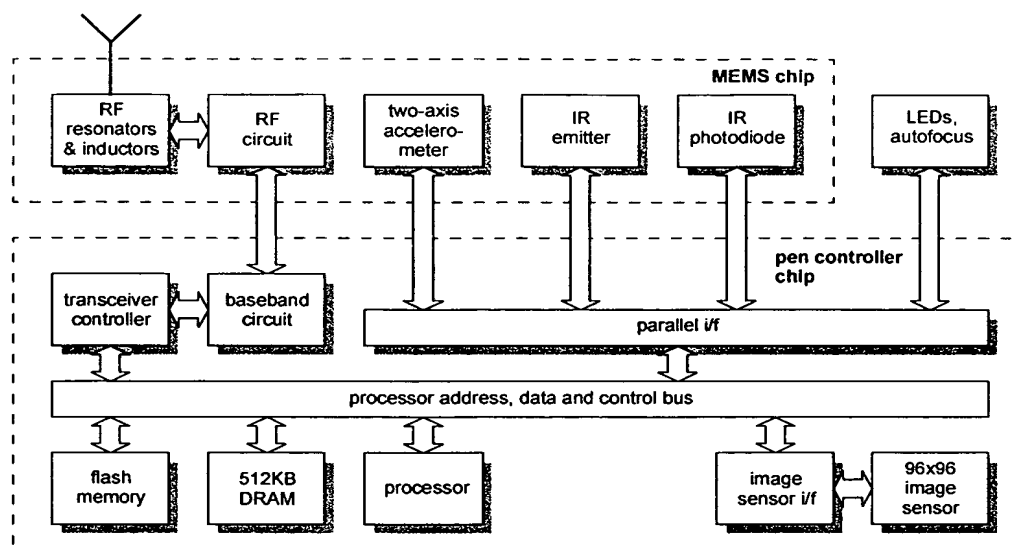 MEMS chip
RF
resonators
& inductors
RF
circuit
two-axis
accelero-
meter
IR
emitter
IR
photodiode
LEDs,
autofocus
pen controller
chip
transceiver
controller
baseband
circuit
parallel i/f
processor address, data and control bus
flash
memory
512KB
DRAM
processor
image
sensor i/f
96x96
image
sensor